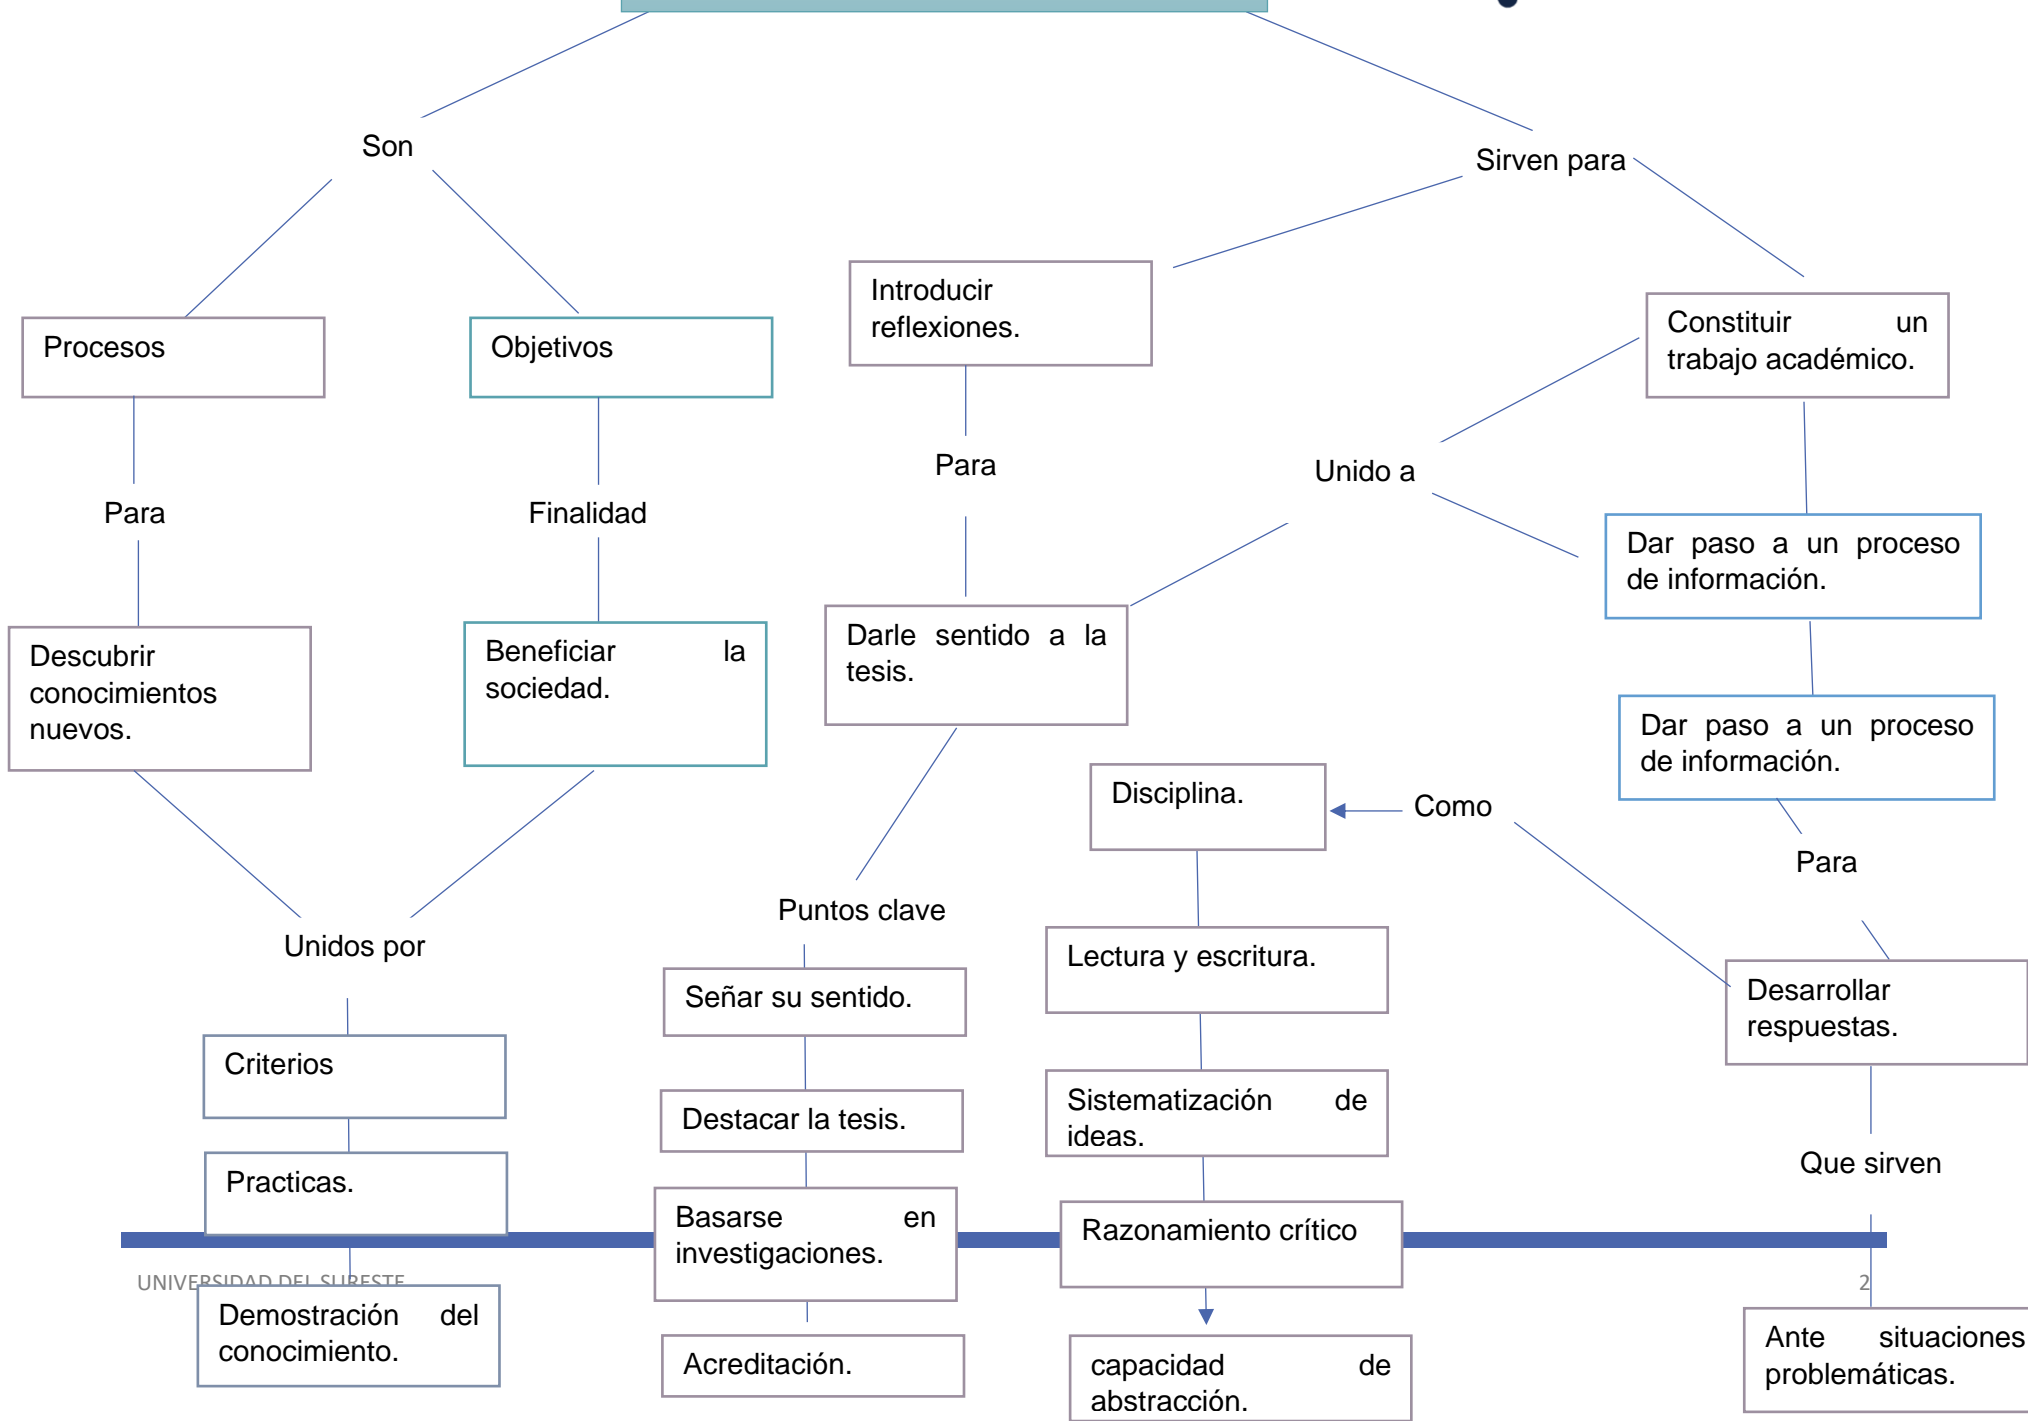 Son
Sirven para
Introducir
reflexiones.
Constituir un
trabajo académico.
Procesos
Objetivos
Para
Unido a
Para
Finalidad
Dar paso a un proceso
de información.
Descubrir
conocimientos
nuevos.
Beneficiar la
sociedad.
Darle sentido a la
tesis.
Dar paso a un proceso
de información.
Disciplina.
Como
Para
Puntos clave
Unidos por
Lectura y escritura.
Señar su sentido.
Desarrollar
respuestas.
Criterios
Destacar la tesis.
Sistematización de
ideas.
Practicas.
Que sirven
Basarse en
investigaciones.
Razonamiento crítico
UNIVERSIDAD DEL SURESTE
2
Demostración del
conocimiento.
Acreditación.
capacidad de
abstracción.
Ante situaciones
problemáticas.